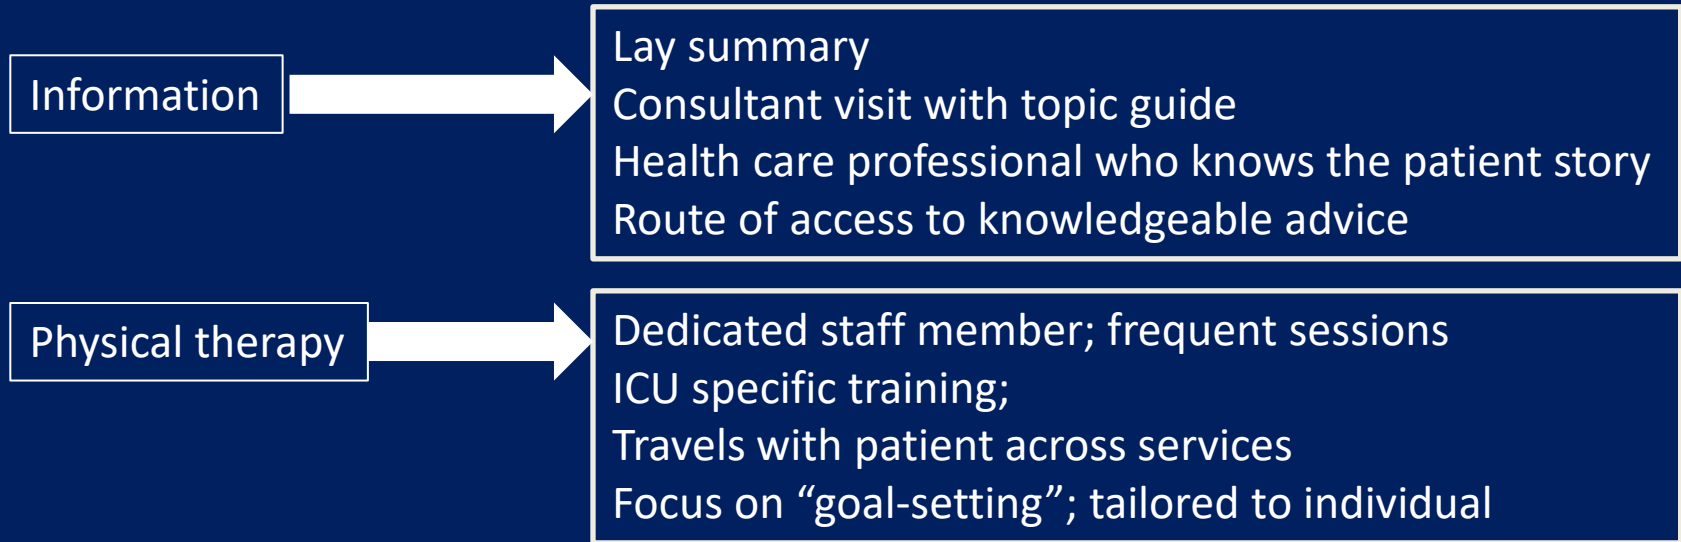 Information
Lay summary
Consultant visit with topic guide
Health care professional who knows the patient story
Route of access to knowledgeable advice
Physical therapy
Dedicated staff member; frequent sessions
ICU specific training;
Travels with patient across services
Focus on “goal-setting”; tailored to individual